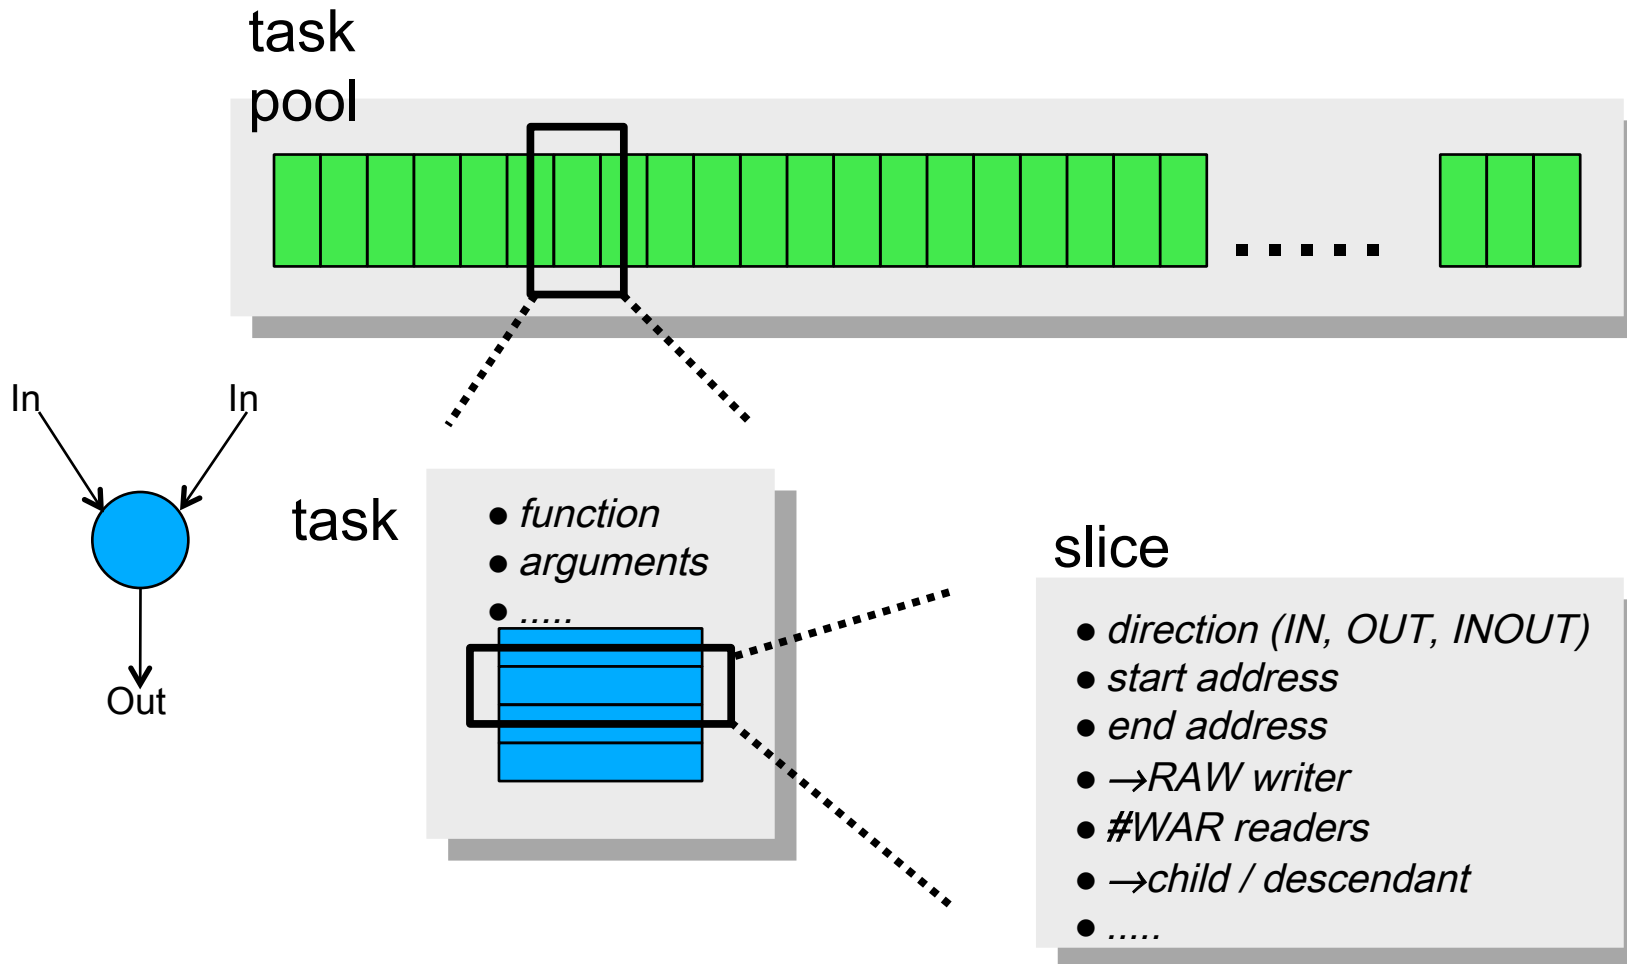 task
pool
In
In
Out
task
● function
● arguments
● .....
slice
● direction (IN, OUT, INOUT)
● start address
● end address
● →RAW writer
● #WAR readers
● →child / descendant
● .....